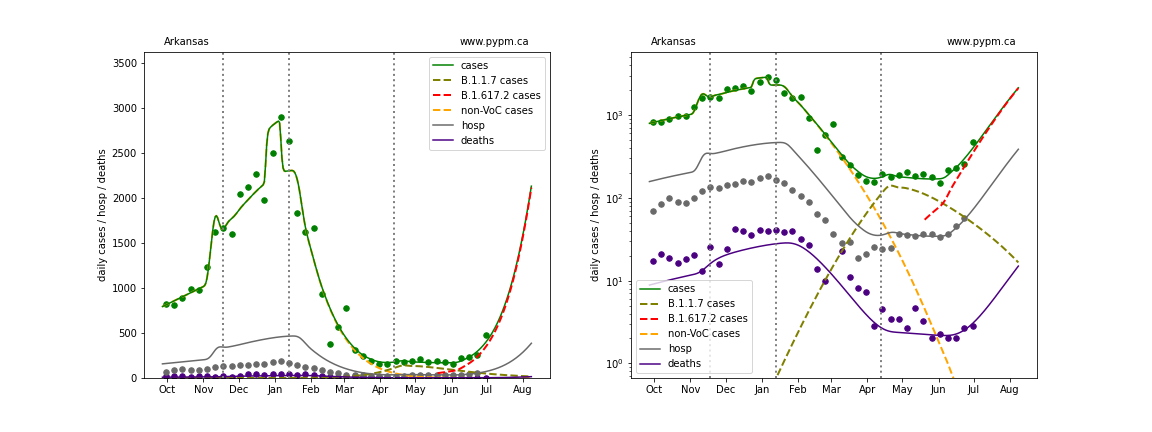 Arkansas www.pypm.ca
daily cases / hosp / deaths
3500
3000
2500
2000
1500
1000
500
0
cases
B.1.1.7 cases
B.1.617.2 cases
non-VoC cases
hosp
deaths
Oct Nov Dec Jan Feb Mar Apr May Jun Jul Aug
Arkansas www.pypm.ca
daily cases / hosp / deaths
10³
10²
10¹
10⁰
cases
B.1.1.7 cases
B.1.617.2 cases
non-VoC cases
hosp
deaths
Oct Nov Dec Jan Feb Mar Apr May Jun Jul Aug